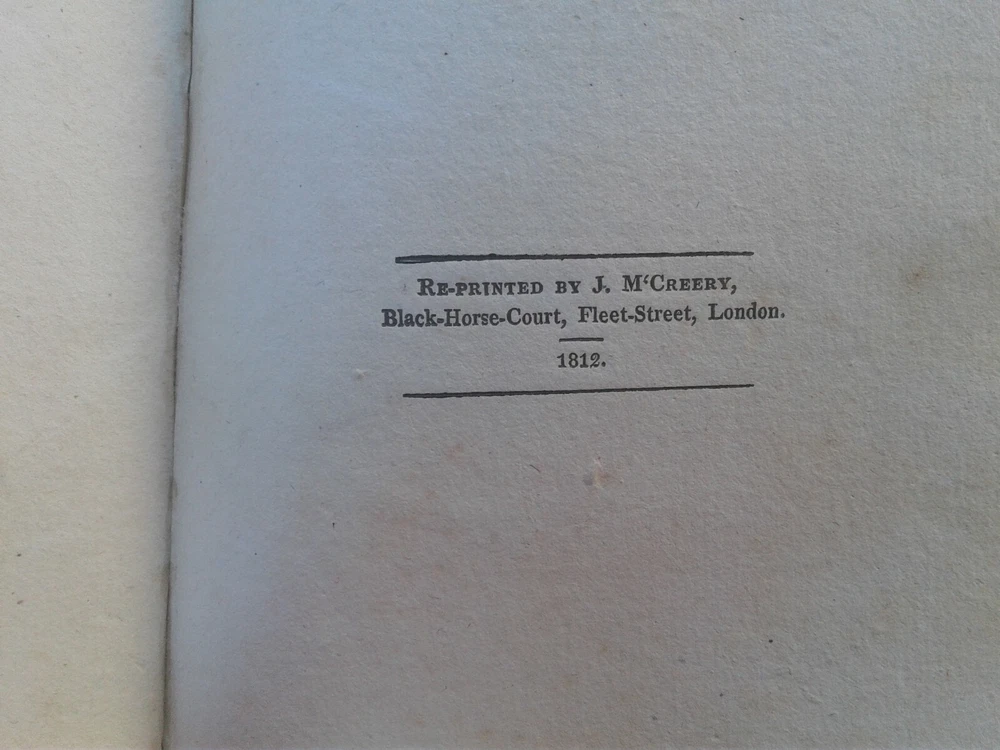 RE-PRINTED BY J. M‘CREERY,
Black-Horse-Court, Fleet-Street, London.
1812.